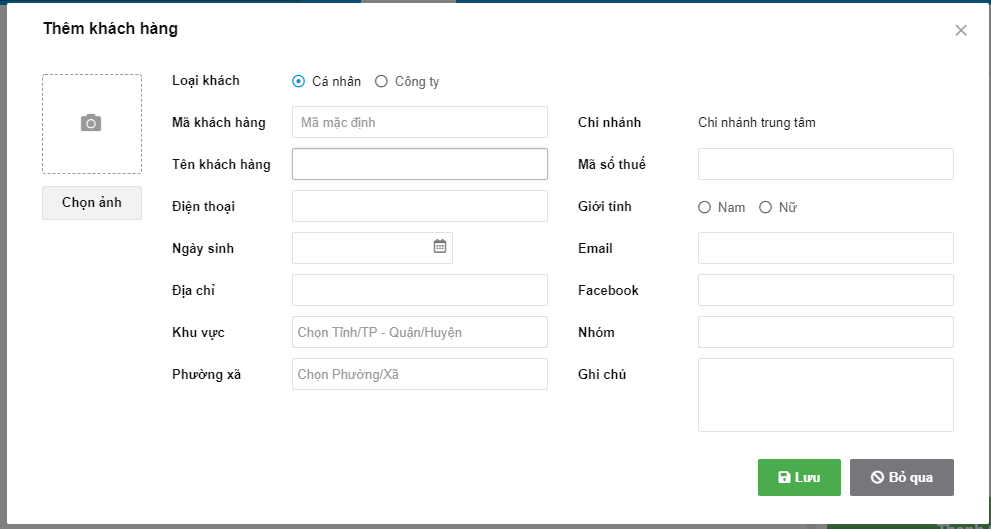 Thêm khách hàng
Loại khách Cá nhân Công ty
Mã khách hàng Mã mặc định Chi nhánh Chi nhánh trung tâm
Tên khách hàng Mã số thuế
Chọn ảnh
Điện thoại Giới tính Nam Nữ
Ngày sinh Email
Địa chỉ Facebook
Khu vực Chọn Tỉnh/TP - Quận/Huyện Nhóm
Phường xã Chọn Phường/Xã Ghi chú
Lưu Bỏ qua